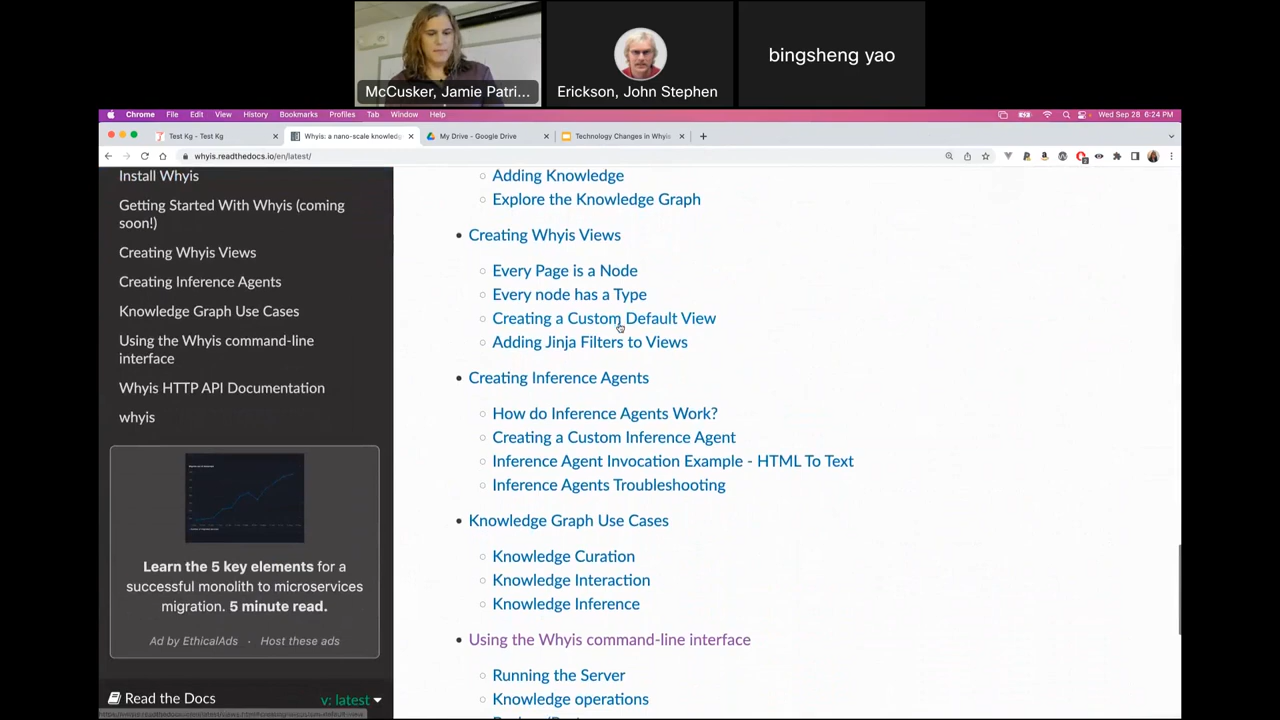 McCusker, Jamie Patri...
Erickson, John Stephen
bingsheng yao
Chrome File Edit View History Bookmarks Profiles Tab Window Help
Wed Sep 28 6:24 PM
Test Kg - Test Kg
Whyis: a nano-scale knowledg
My Drive - Google Drive
Technology Changes in Whyis
whyis.readthedocs.io/en/latest/
Install Whyis
Getting Started With Whyis (coming
soon!)
Creating Whyis Views
Creating Inference Agents
Knowledge Graph Use Cases
Using the Whyis command-line
interface
Whyis HTTP API Documentation
whyis
Learn the 5 key elements for a
successful monolith to microservices
migration. 5 minute read.
Ad by EthicalAds · Host these ads
Read the Docs
v: latest
Adding Knowledge
Explore the Knowledge Graph
Creating Whyis Views
Every Page is a Node
Every node has a Type
Creating a Custom Default View
Adding Jinja Filters to Views
Creating Inference Agents
How do Inference Agents Work?
Creating a Custom Inference Agent
Inference Agent Invocation Example - HTML To Text
Inference Agents Troubleshooting
Knowledge Graph Use Cases
Knowledge Curation
Knowledge Interaction
Knowledge Inference
Using the Whyis command-line interface
Running the Server
Knowledge operations